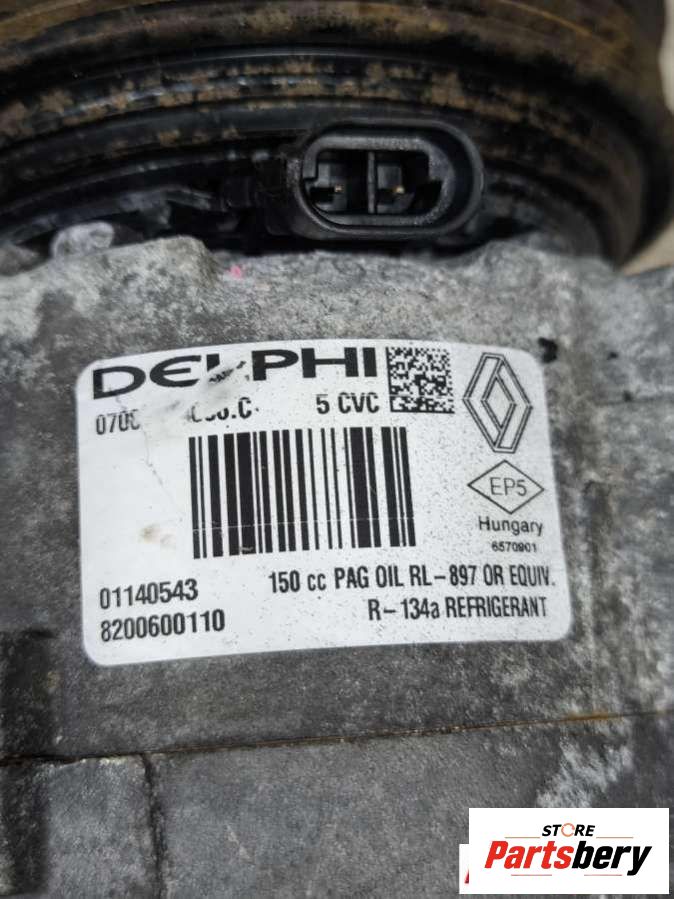 DELPHI
5 CVC
EP5
Hungary
6570901
01140543 150 cc PAG OIL RL-897 OR EQUIV.
8200600110 R-134a REFRIGERANT
STORE
Partsbery